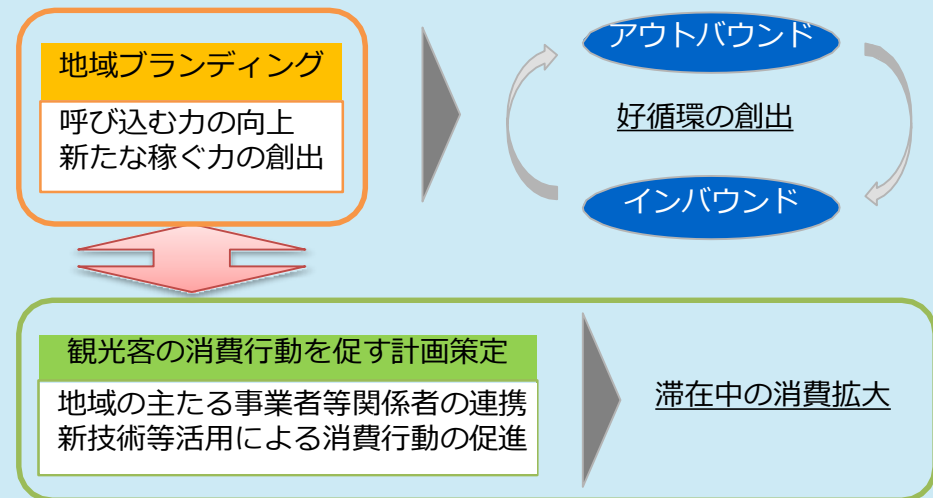 地域ブランディング
呼び込む力の向上
新たな稼ぐ力の創出
アウトバウンド
好循環の創出
インバウンド
観光客の消費行動を促す計画策定
地域の主たる事業者等関係者の連携
新技術等活用による消費行動の促進
滞在中の消費拡大